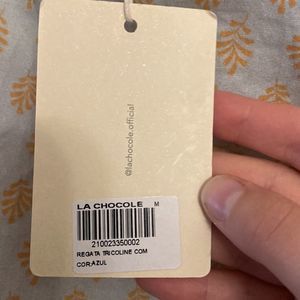 @lachocole.official
LA CHOCOLE M
210023350002
REGATA TRICOLINE COM
COR:AZUL